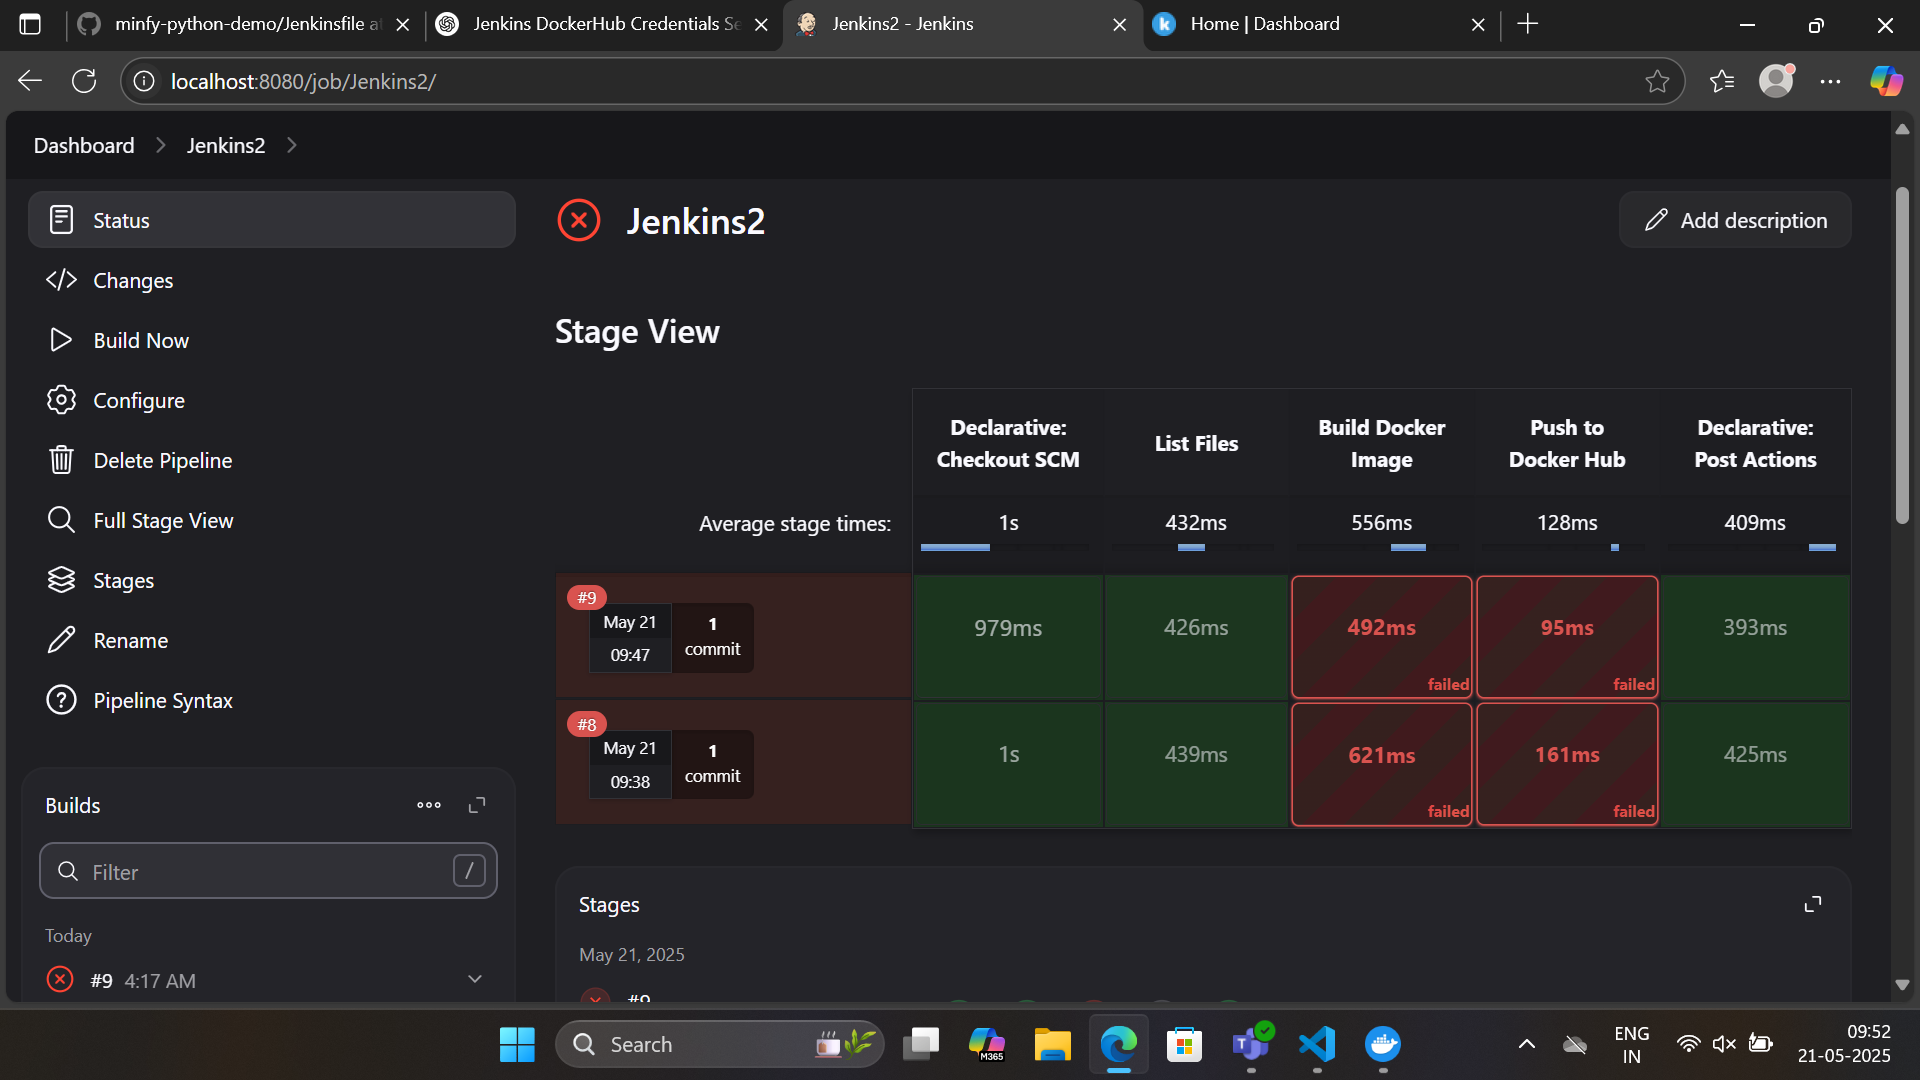 minfy-python-demo/Jenkinsfile at
Jenkins DockerHub Credentials Se
Jenkins2 - Jenkins
Home | Dashboard
localhost:8080/job/Jenkins2/
Dashboard
Jenkins2
Status
Changes
Build Now
Configure
Delete Pipeline
Full Stage View
Stages
Rename
Pipeline Syntax
Builds
Filter
/
Today
#9 4:17 AM
Jenkins2
Add description
Stage View
Declarative: Checkout SCM
List Files
Build Docker Image
Push to Docker Hub
Declarative: Post Actions
Average stage times:
1s
432ms
556ms
128ms
409ms
#9
May 21
09:47
1
commit
979ms
426ms
492ms
failed
95ms
failed
393ms
#8
May 21
09:38
1
commit
1s
439ms
621ms
failed
161ms
failed
425ms
Stages
May 21, 2025
#9
Search
M365
ENG
IN
09:52
21-05-2025